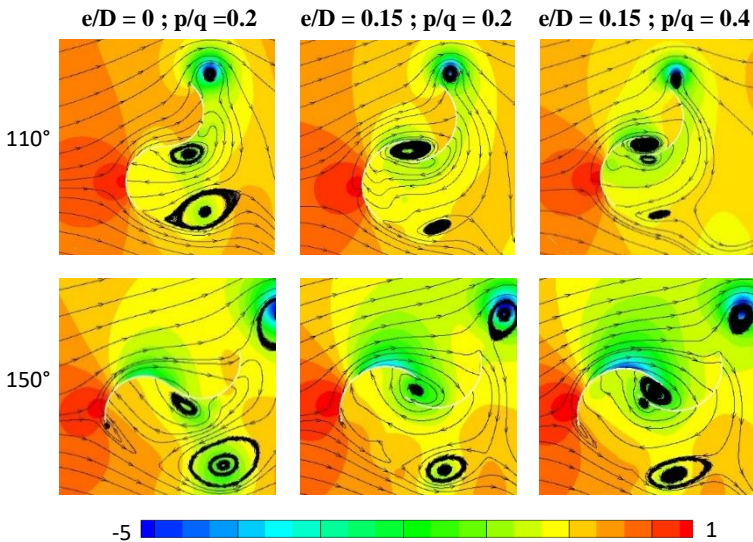 e/D = 0 ; p/q =0.2 e/D = 0.15 ; p/q = 0.2 e/D = 0.15 ; p/q = 0.4
110°
150°
-5 1